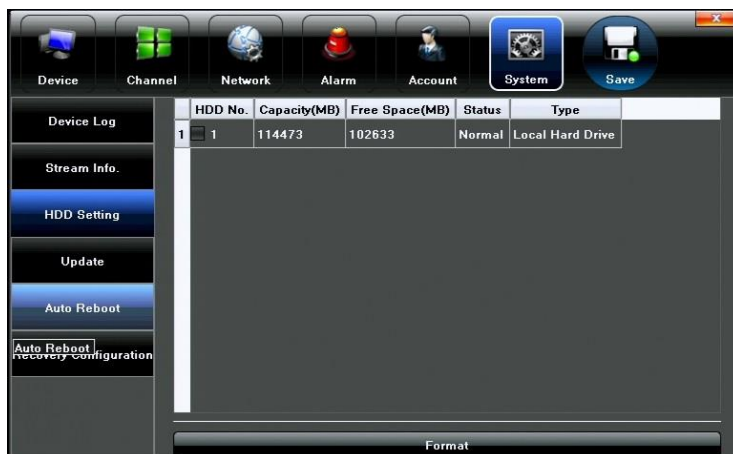 Device Channel Network Alarm Account System Save
Device Log
Stream Info.
HDD Setting
Update
Auto Reboot
Auto Reboot
Recovery Configuration
HDD No. Capacity(MB) Free Space(MB) Status Type
1 1 114473 102633 Normal Local Hard Drive
Format